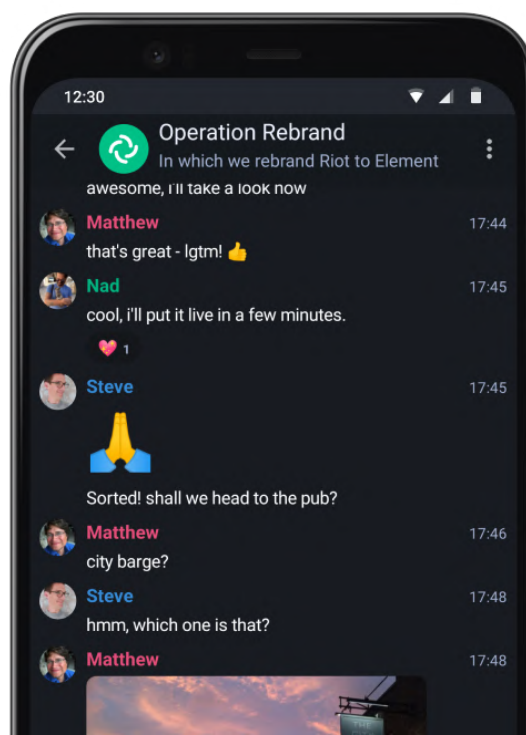 12:30
Operation Rebrand
In which we rebrand Riot to Element
awesome, i'll take a look now
Matthew 17:44
that's great - lgtm! 👍
Nad 17:45
cool, i'll put it live in a few minutes.
💖 1
Steve 17:45
🙏
Sorted! shall we head to the pub?
Matthew 17:46
city barge?
Steve 17:48
hmm, which one is that?
Matthew 17:48